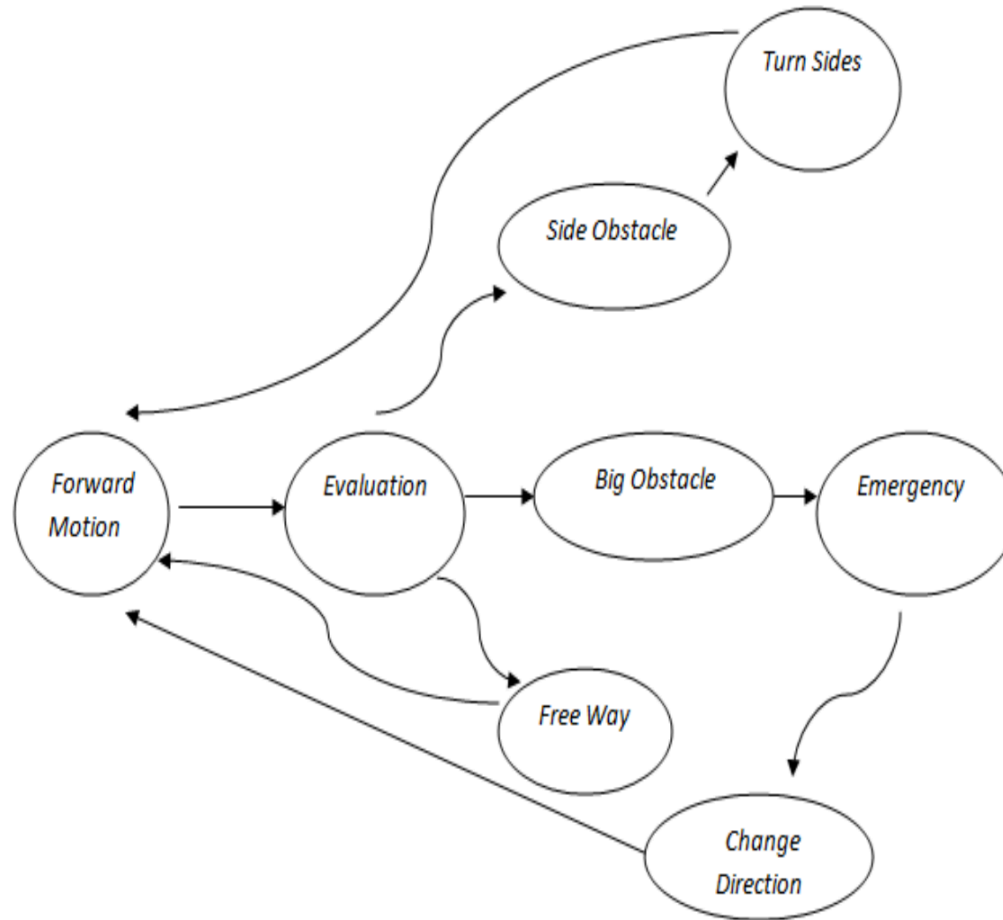 Turn Sides
Side Obstacle
Forward
Motion
Evaluation
Big Obstacle
Emergency
Free Way
Change
Direction